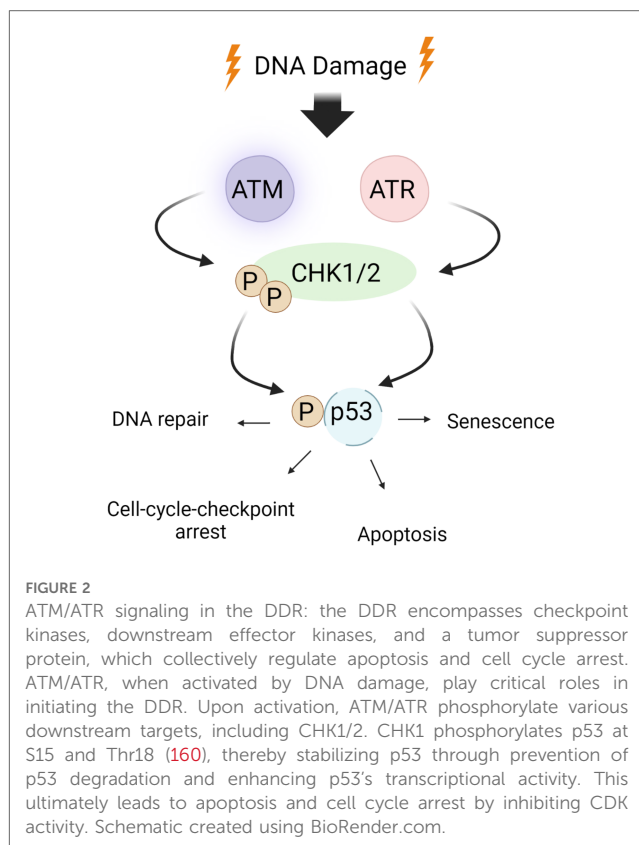 DNA Damage
ATM
ATR
CHK1/2
P
P
P
p53
DNA repair
Senescence
Cell-cycle-checkpoint
arrest
Apoptosis
FIGURE 2
ATM/ATR signaling in the DDR: the DDR encompasses checkpoint
kinases, downstream effector kinases, and a tumor suppressor
protein, which collectively regulate apoptosis and cell cycle arrest.
ATM/ATR, when activated by DNA damage, play critical roles in
initiating the DDR. Upon activation, ATM/ATR phosphorylate various
downstream targets, including CHK1/2. CHK1 phosphorylates p53 at
S15 and Thr18 (160), thereby stabilizing p53 through prevention of
p53 degradation and enhancing p53's transcriptional activity. This
ultimately leads to apoptosis and cell cycle arrest by inhibiting CDK
activity. Schematic created using BioRender.com.